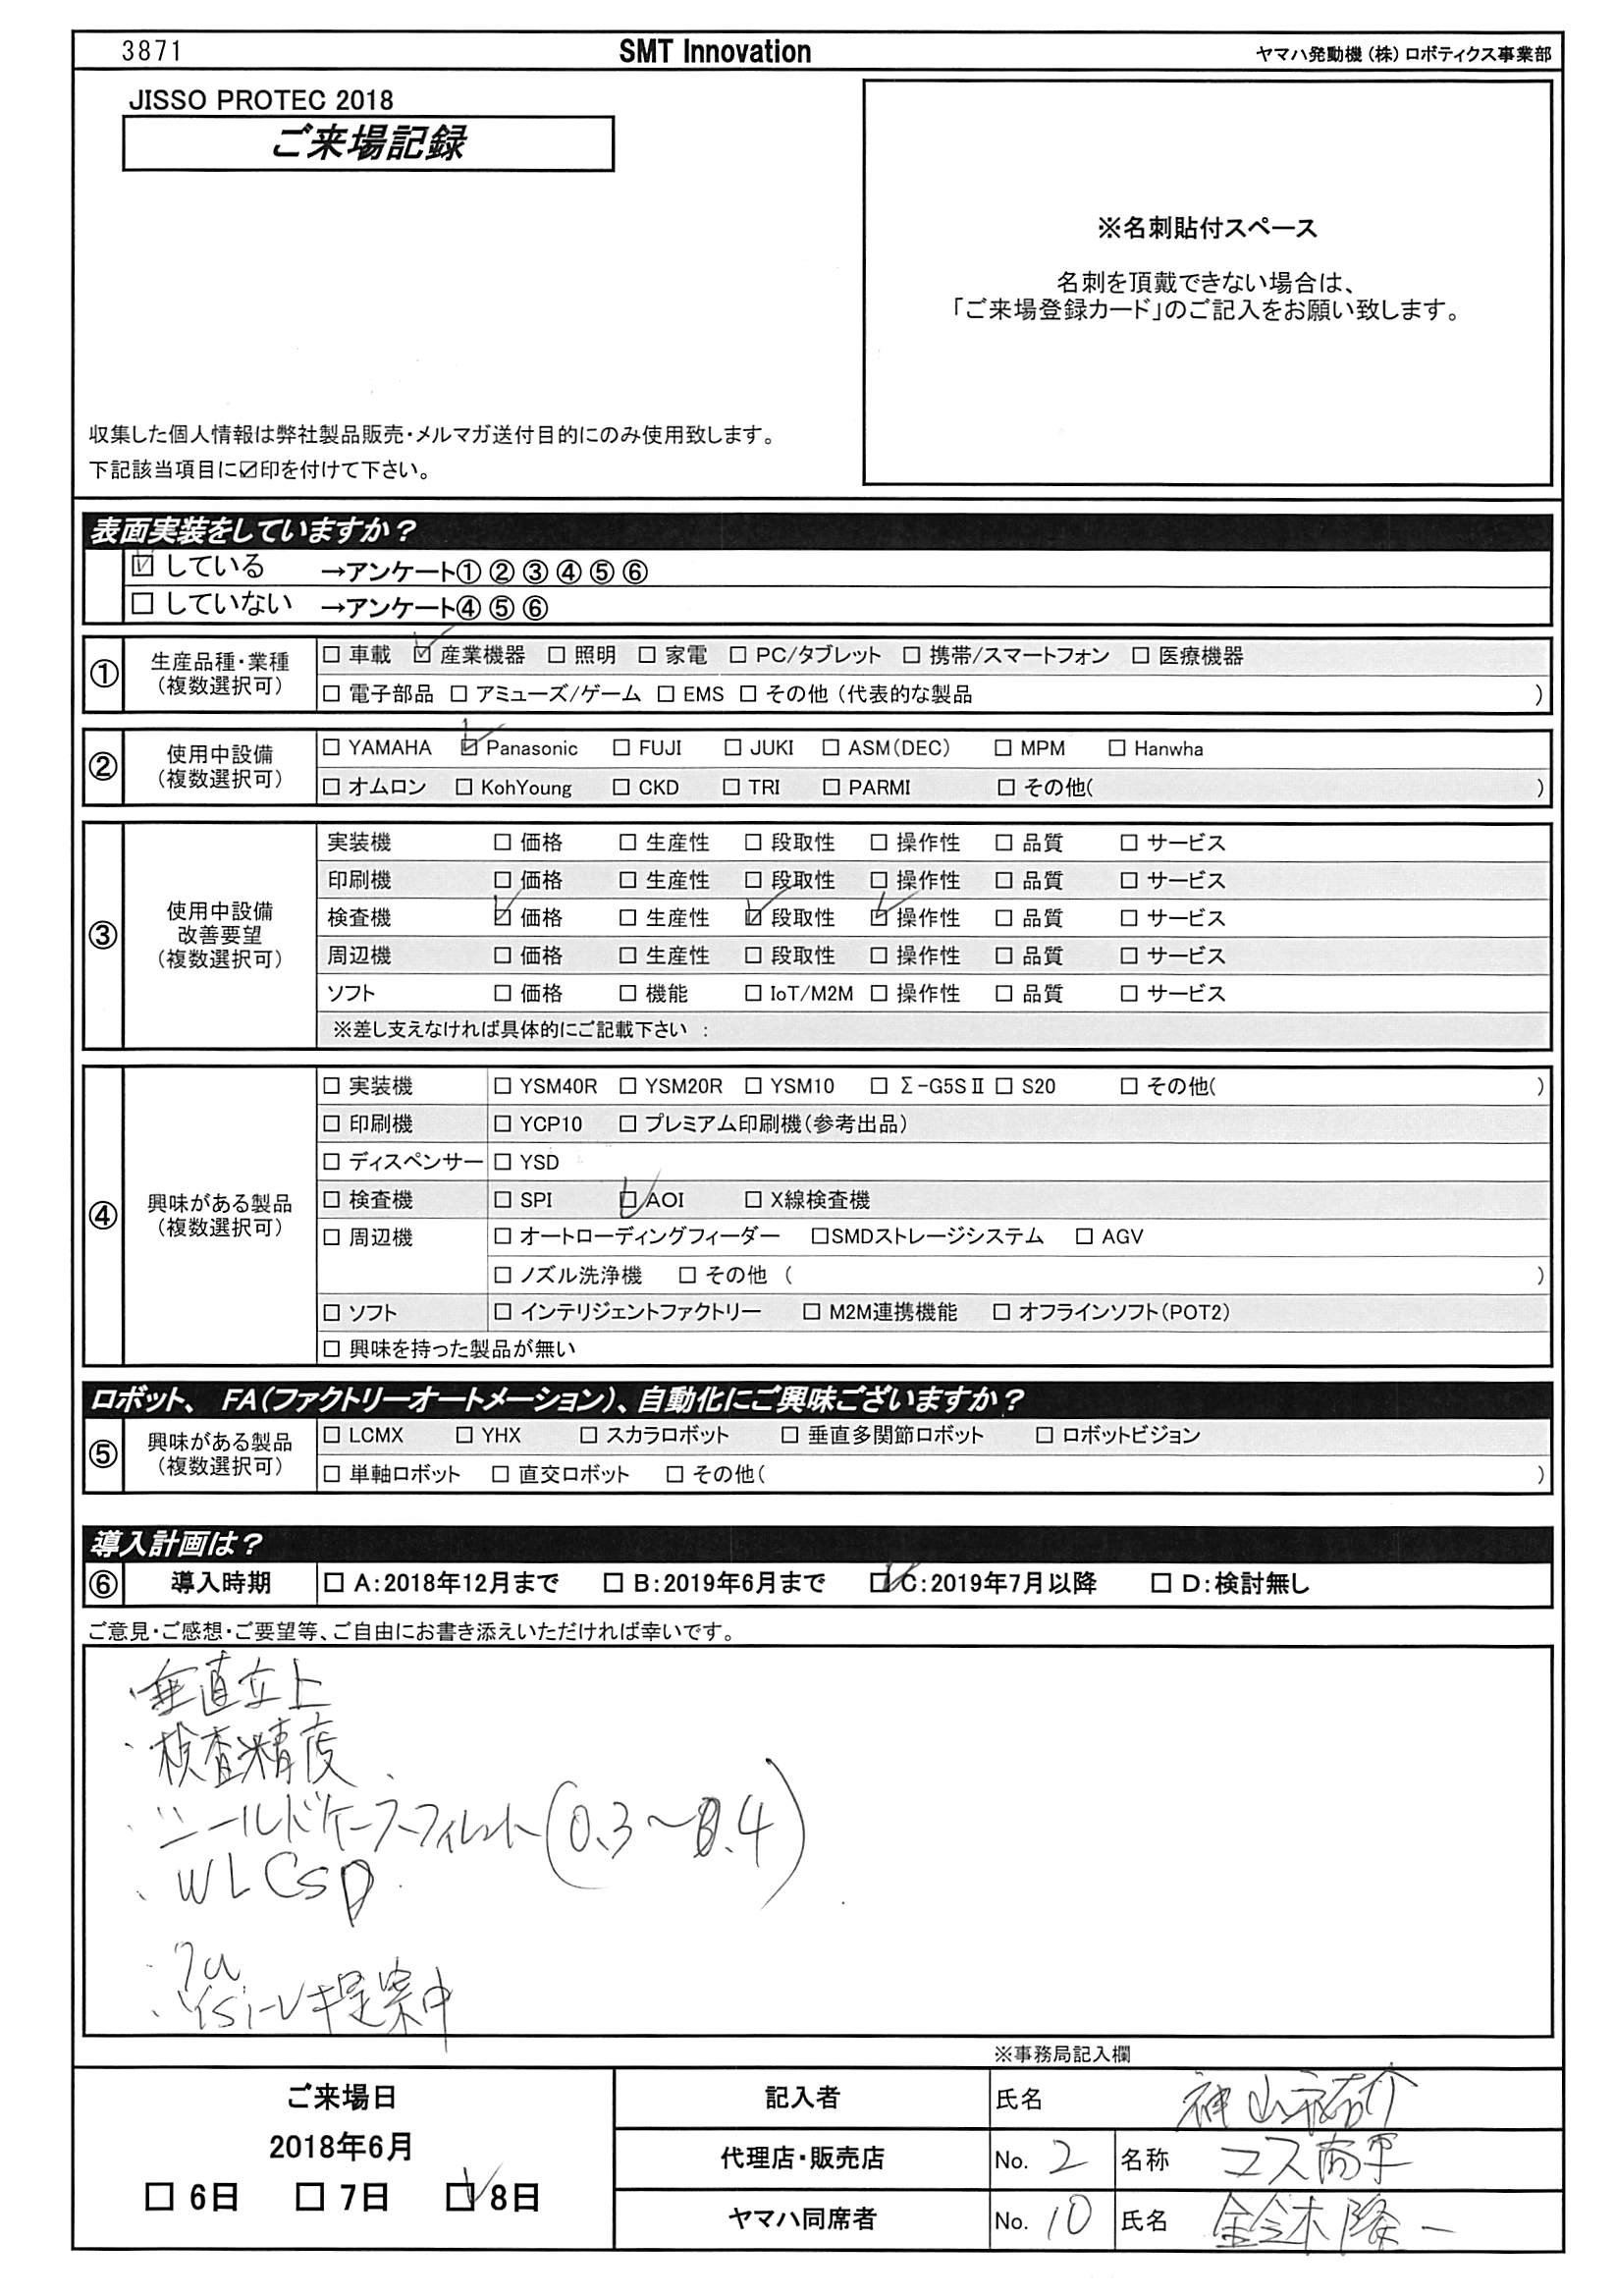 3871 SMT Innovation ヤマハ発動機(株)ロボティクス事業部
JISSO PROTEC 2018
ご来場記録
※名刺貼付スペース
名刺を頂戴できない場合は、
「ご来場登録カード」のご記入をお願い致します。
収集した個人情報は弊社製品販売・メルマガ送付目的にのみ使用致します。
下記該当項目に☑印を付けて下さい。
表面実装をしていますか?
☑ している →アンケート① ② ③ ④ ⑤ ⑥
□ していない →アンケート④ ⑤ ⑥
① 生産品種・業種 (複数選択可)
□ 車載 ☑ 産業機器 □ 照明 □ 家電 □ PC/タブレット □ 携帯/スマートフォン □ 医療機器
□ 電子部品 □ アミューズ/ゲーム □ EMS □ その他 (代表的な製品 )
② 使用中設備 (複数選択可)
□ YAMAHA ☑ Panasonic □ FUJI □ JUKI □ ASM(DEC) □ MPM □ Hanwha
□ オムロン □ KohYoung □ CKD □ TRI □ PARMI □ その他( )
③ 使用中設備 改善要望 (複数選択可)
実装機 □ 価格 □ 生産性 □ 段取性 □ 操作性 □ 品質 □ サービス
印刷機 □ 価格 □ 生産性 □ 段取性 □ 操作性 □ 品質 □ サービス
検査機 ☑ 価格 □ 生産性 ☑ 段取性 ☑ 操作性 □ 品質 □ サービス
周辺機 □ 価格 □ 生産性 □ 段取性 □ 操作性 □ 品質 □ サービス
ソフト □ 価格 □ 機能 □ IoT/M2M □ 操作性 □ 品質 □ サービス
※差し支えなければ具体的にご記載下さい :
④ 興味がある製品 (複数選択可)
□ 実装機 □ YSM40R □ YSM20R □ YSM10 □ Σ-G5SⅡ □ S20 □ その他( )
□ 印刷機 □ YCP10 □ プレミアム印刷機(参考出品)
□ ディスペンサー □ YSD
□ 検査機 □ SPI ☑ AOI □ X線検査機
□ 周辺機 □ オートローディングフィーダー □SMDストレージシステム □ AGV
□ ノズル洗浄機 □ その他 ( )
□ ソフト □ インテリジェントファクトリー □ M2M連携機能 □ オフラインソフト(POT2)
□ 興味を持った製品が無い
ロボット、 FA(ファクトリーオートメーション)、自動化にご興味ございますか?
⑤ 興味がある製品 (複数選択可)
□ LCMX □ YHX □ スカラロボット □ 垂直多関節ロボット □ ロボットビジョン
□ 単軸ロボット □ 直交ロボット □ その他( )
導入計画は?
⑥ 導入時期 □ A:2018年12月まで □ B:2019年6月まで ☑ C:2019年7月以降 □ D:検討無し
ご意見・ご感想・ご要望等、ご自由にお書き添えいただければ幸いです。
・垂直立上
・検査精度
・シールドケースフィレット(0.3~0.4)
・WLCSP
・7u
・Ysi-V提案中
※事務局記入欄
ご来場日
2018年6月
□ 6日 □ 7日 ☑ 8日
記入者 氏名 神山祐介
代理店・販売店 No. 2 名称 コス商事
ヤマハ同席者 No. 10 氏名 鈴木隆一